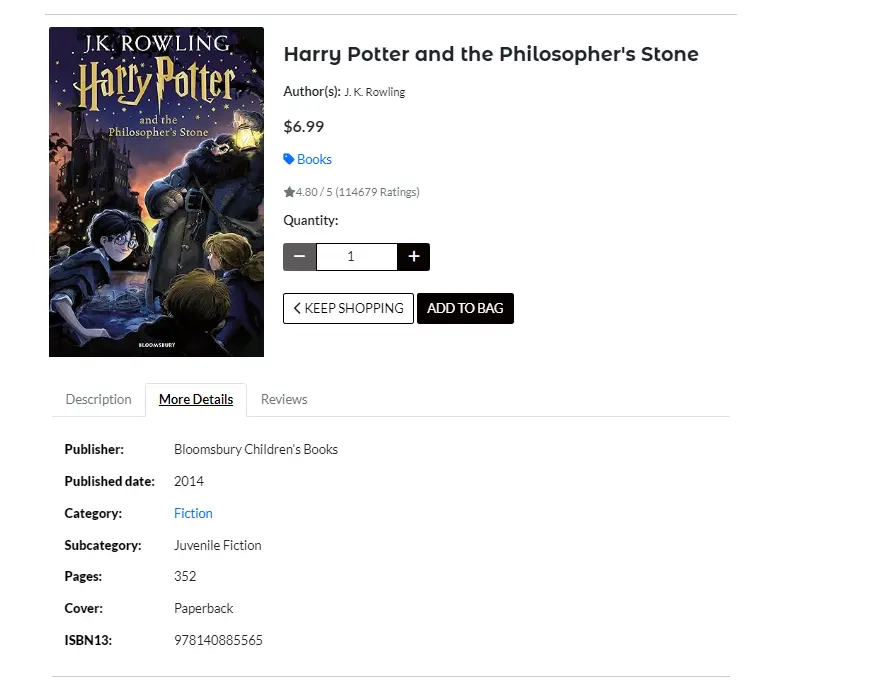 J.K. ROWLING
Harry Potter
and the
Philosopher's Stone
BLOOMSBURY
Harry Potter and the Philosopher's Stone
Author(s): J. K. Rowling
$6.99
Books
4.80 / 5 (114679 Ratings)
Quantity:
− 1 +
< KEEP SHOPPING ADD TO BAG
Description More Details Reviews
Publisher: Bloomsbury Children's Books
Published date: 2014
Category: Fiction
Subcategory: Juvenile Fiction
Pages: 352
Cover: Paperback
ISBN13: 978140885565